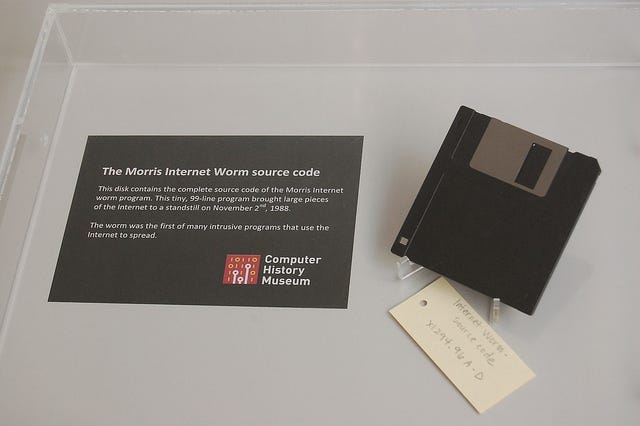 The Morris Internet Worm source code
This disk contains the complete source code of the Morris Internet
worm program. This tiny, 99-line program brought large pieces
of the Internet to a standstill on November 2nd, 1988.
The worm was the first of many intrusive programs that use the
Internet to spread.
Computer
History
Museum
Internet Worm-
source code
X1294.96A-D